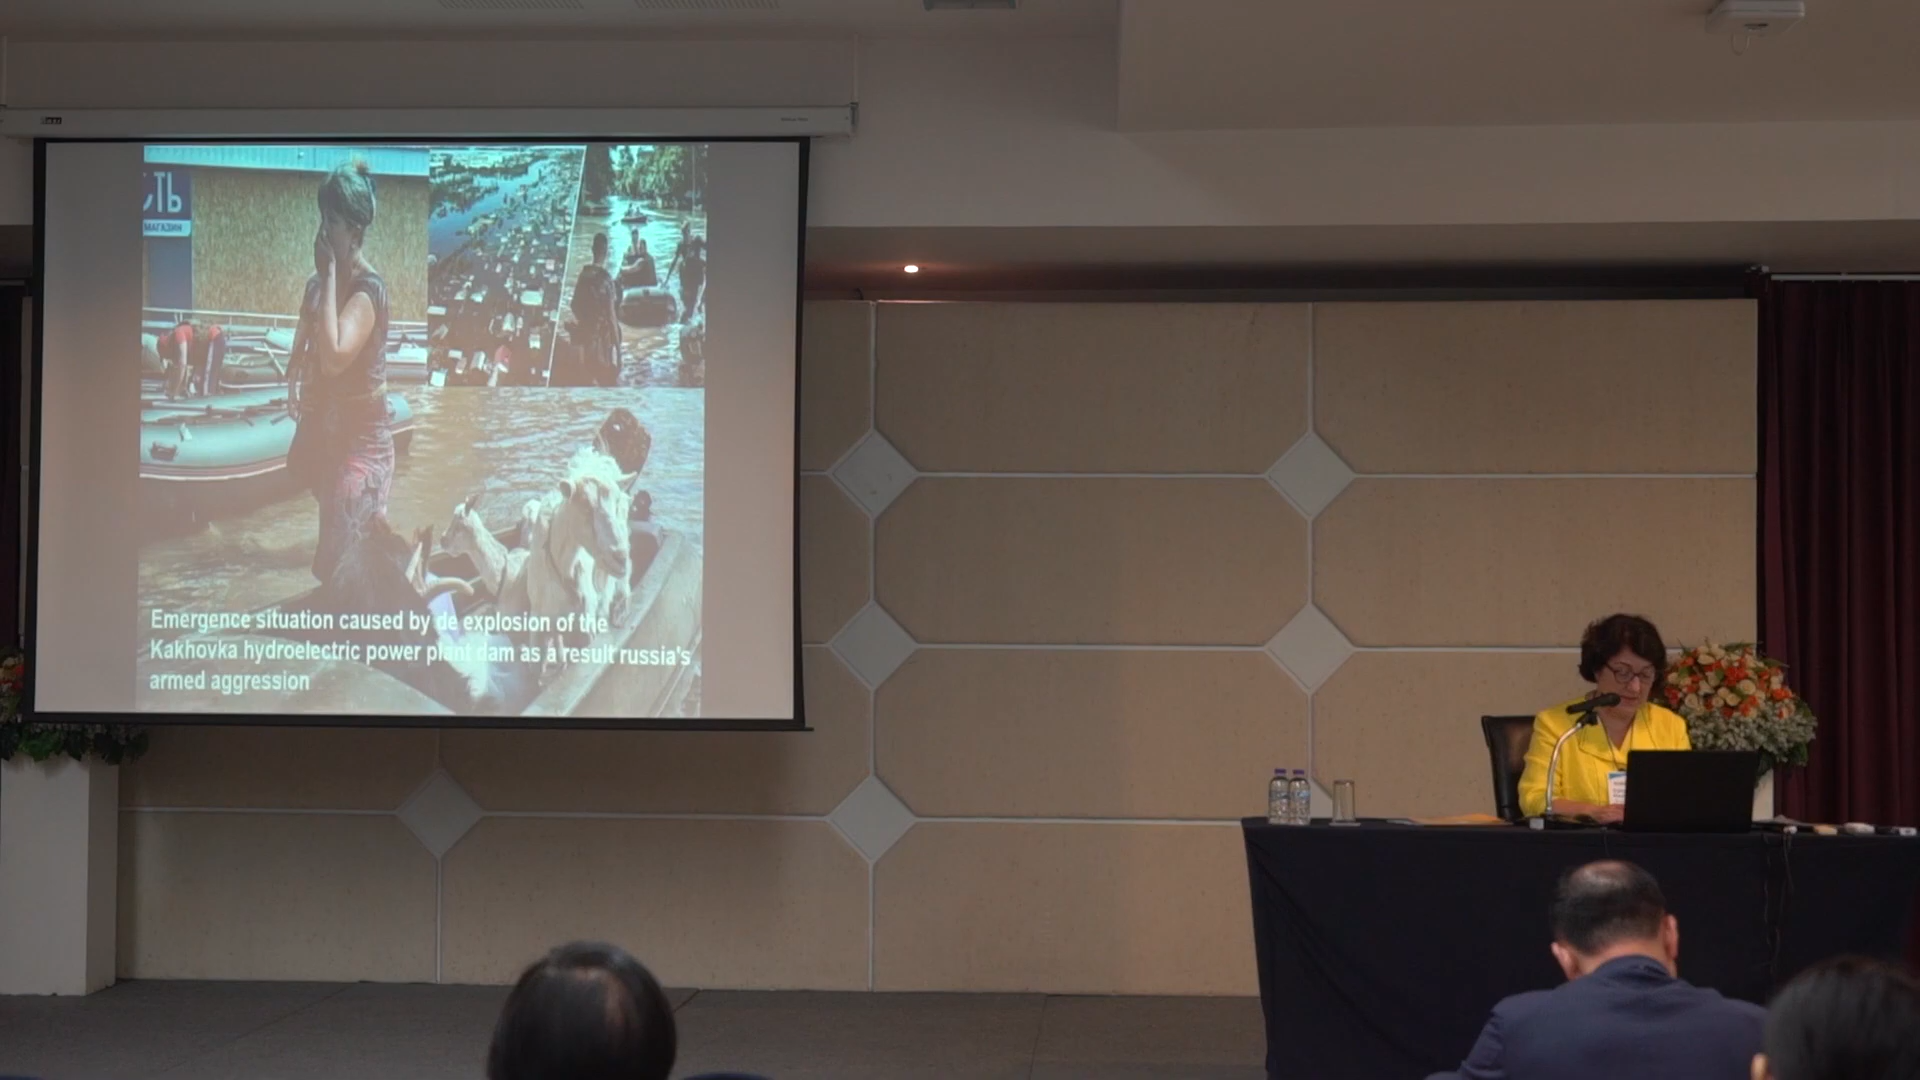 СТЬ
МАГАЗИН
Emergence situation caused by de explosion of the
Kakhovka hydroelectric power plant dam as a result russia's
armed aggression